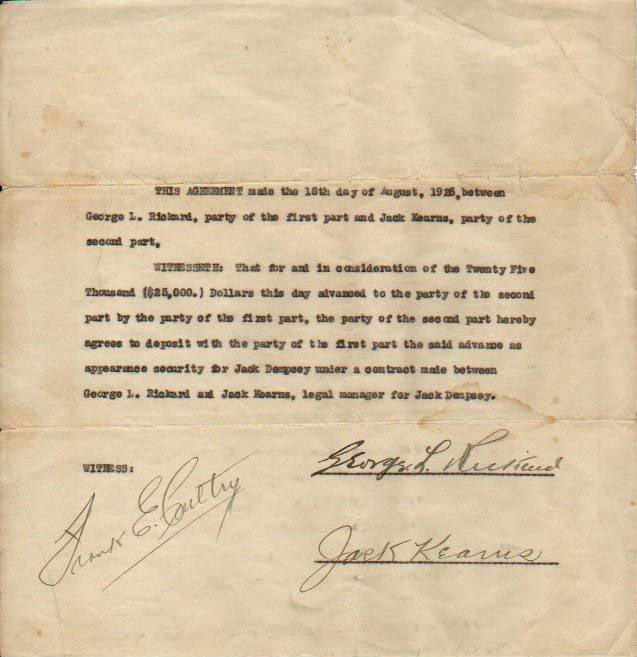 THIS AGREEMENT made the 18th day of August, 1925, between
George L. Rickard, party of the first part and Jack Kearns, party of the
second part,
WITNESSETH: That for and in consideration of the Twenty Five
Thousand ($25,000.) Dollars this day advanced to the party of the second
part by the party of the first part, the party of the second part hereby
agrees to deposit with the party of the first part the said advance as
appearance security for Jack Dempsey under a contract made between
George L. Rickard and Jack Kearns, legal manager for Jack Dempsey.
WITNESS:
George L. Rickard
Frank E.
Jack Kearns